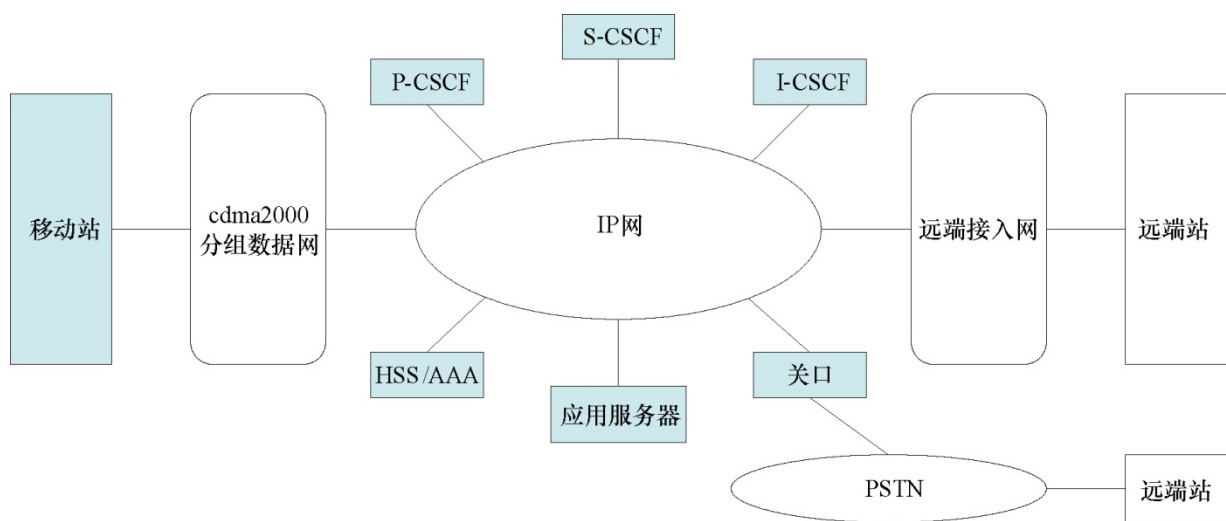 S-CSCF
P-CSCF
I-CSCF
移动站
cdma2000
分组数据网
IP网
远端接入网
远端站
HSS/AAA
应用服务器
关口
PSTN
远端站